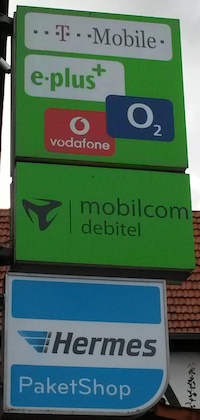 T · · Mobile ·
e·plus+
vodafone
O2
mobilcom
debitel
Hermes
PaketShop